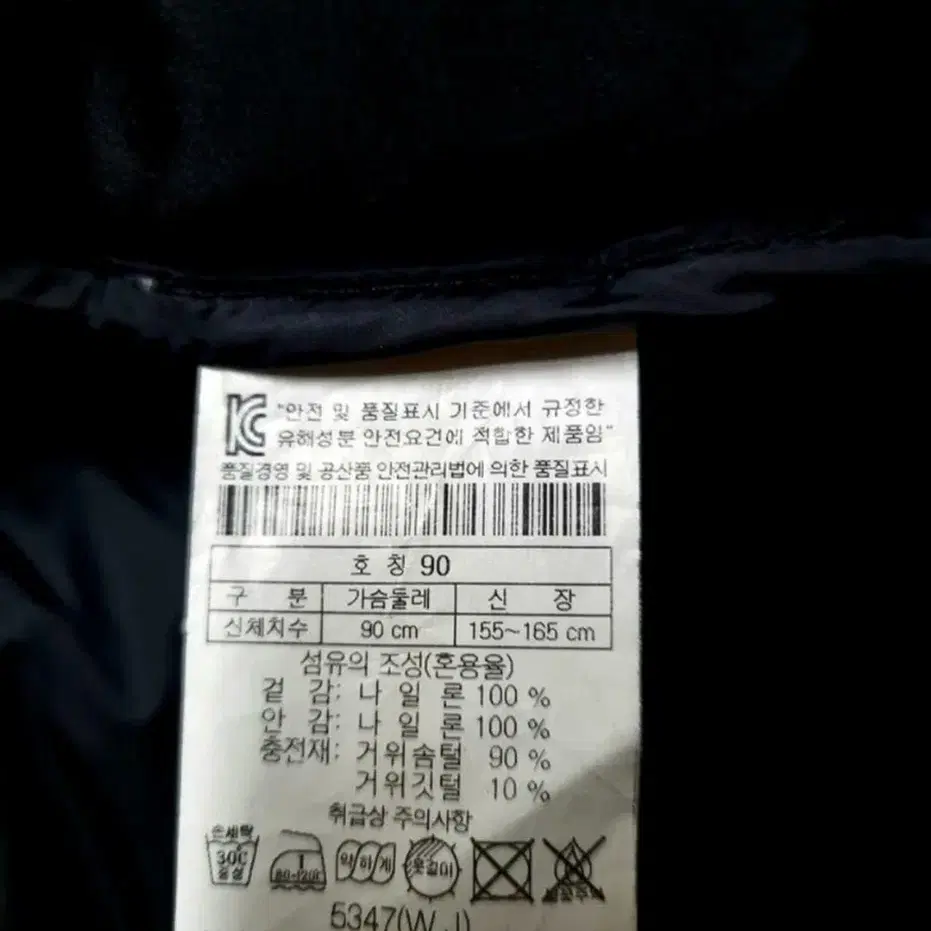 KC "안전 및 품질표시 기준에서 규정한
유해성분 안전요건에 적합한 제품임"
품질경영 및 공산품 안전관리법에 의한 품질표시
호 칭 90
구 분 가슴둘레 신 장
신체치수 90 cm 155~165 cm
섬유의 조성(혼용율)
겉 감: 나 일 론 100 %
안 감: 나 일 론 100 %
충전재: 거위솜털 90 %
거위깃털 10 %
취급상 주의사항
손세탁
30C 80-120C 약하게 옷걸이
중성
5347(W.J)